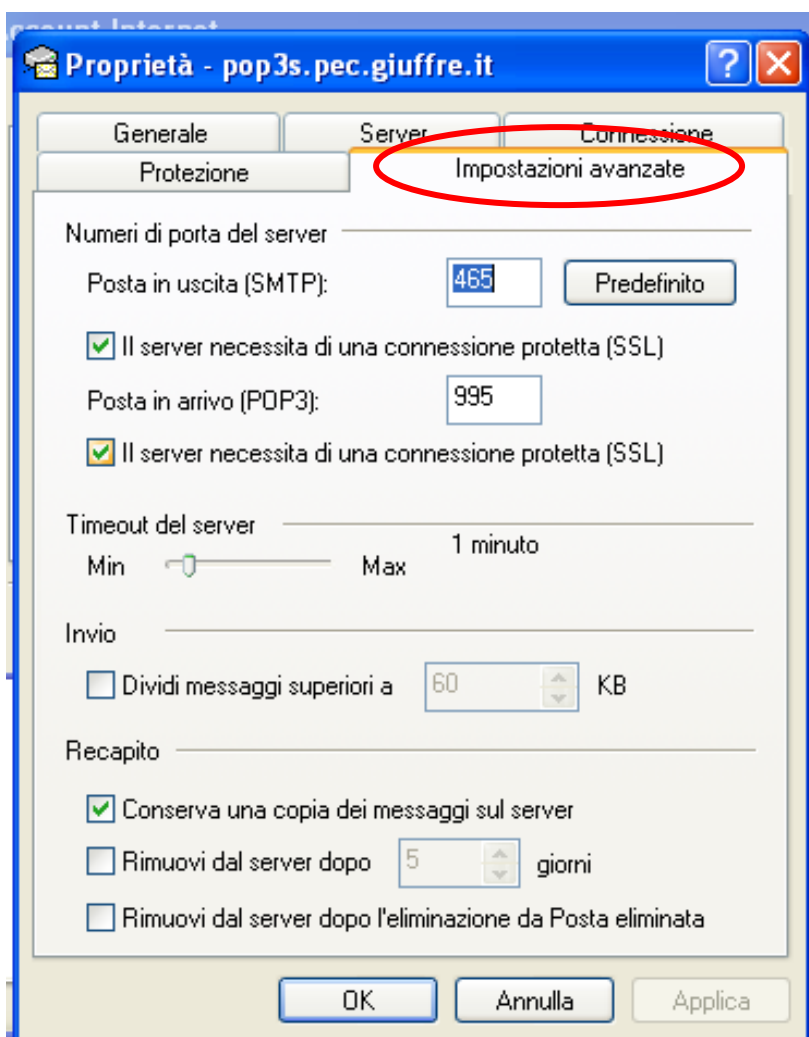 Account Internet
Proprietà - pop3s.pec.giuffre.it
Generale Server Connessione
Protezione Impostazioni avanzate
Numeri di porta del server
Posta in uscita (SMTP): 465 Predefinito
Il server necessita di una connessione protetta (SSL)
Posta in arrivo (POP3): 995
Il server necessita di una connessione protetta (SSL)
Timeout del server
Min Max 1 minuto
Invio
Dividi messaggi superiori a 60 KB
Recapito
Conserva una copia dei messaggi sul server
Rimuovi dal server dopo 5 giorni
Rimuovi dal server dopo l'eliminazione da Posta eliminata
OK Annulla Applica